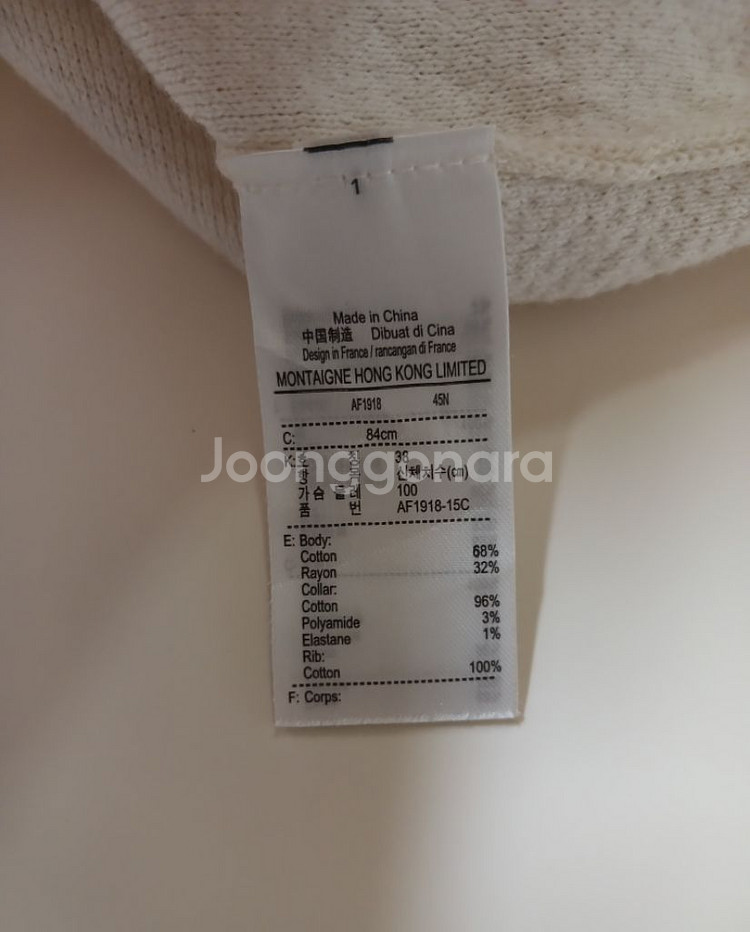 1
Made in China
中国制造 Dibuat di Cina
Design in France / rancangan di France
MONTAIGNE HONG KONG LIMITED
AF1918 45N
C: 84cm
38
신체치수(cm)
가슴둘레 100
품 번 AF1918-15C
E: Body:
Cotton 68%
Rayon 32%
Collar:
Cotton 96%
Polyamide 3%
Elastane 1%
Rib:
Cotton 100%
F: Corps:
Joonggonara